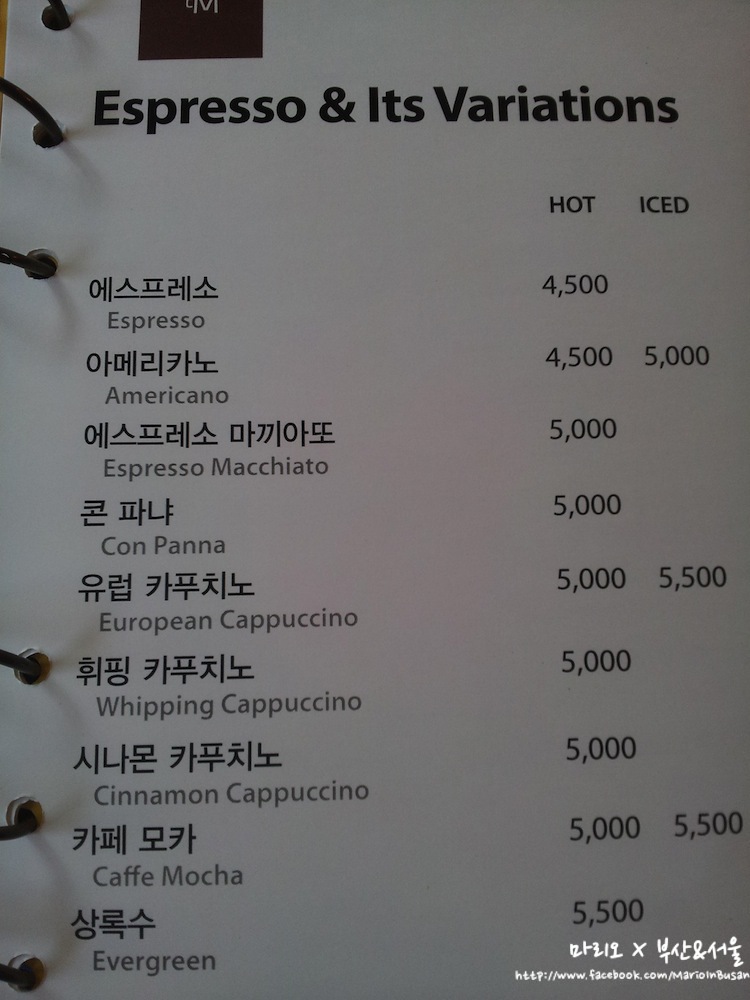 Espresso & Its Variations
HOT ICED
에스프레소 4,500
Espresso
아메리카노 4,500 5,000
Americano
에스프레소 마끼아또 5,000
Espresso Macchiato
콘 파냐 5,000
Con Panna
유럽 카푸치노 5,000 5,500
European Cappuccino
휘핑 카푸치노 5,000
Whipping Cappuccino
시나몬 카푸치노 5,000
Cinnamon Cappuccino
카페 모카 5,000 5,500
Caffe Mocha
상록수 5,500
Evergreen
마리오 X 부산&서울
http://www.facebook.com/MarioInBusan